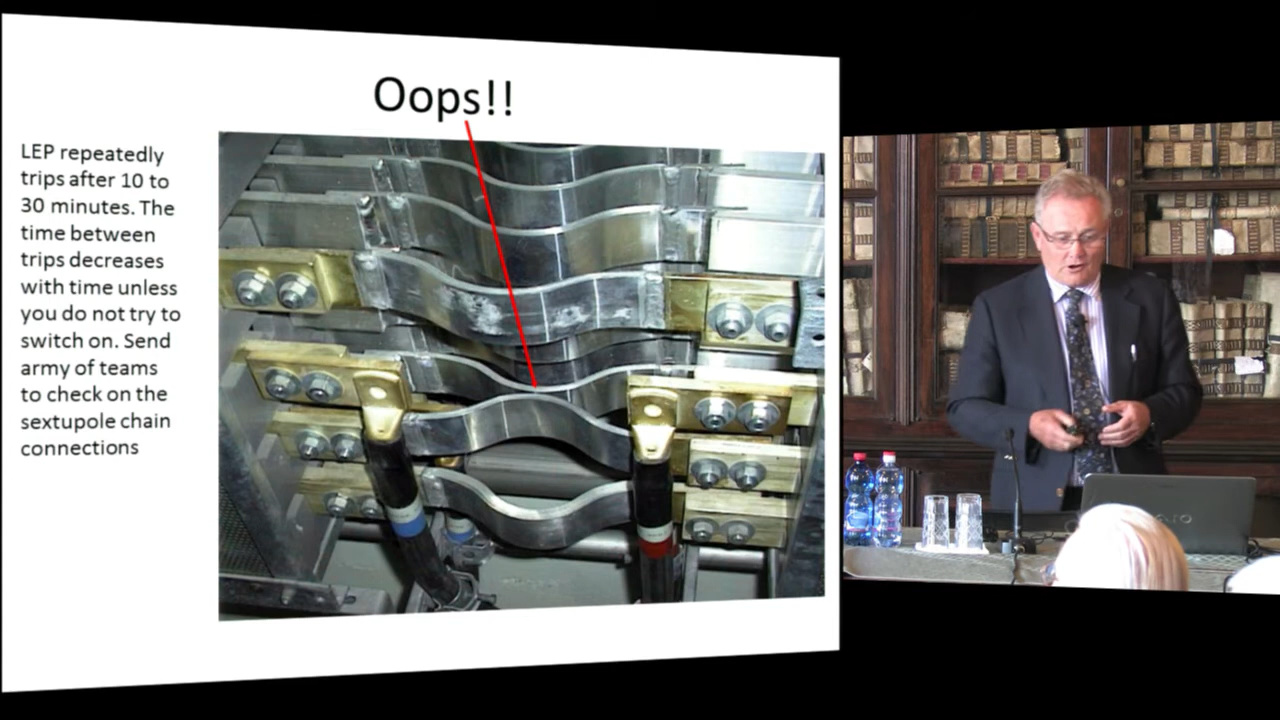 Oops!!
LEP repeatedly
trips after 10 to
30 minutes. The
time between
trips decreases
with time unless
you do not try to
switch on. Send
army of teams
to check on the
sextupole chain
connections